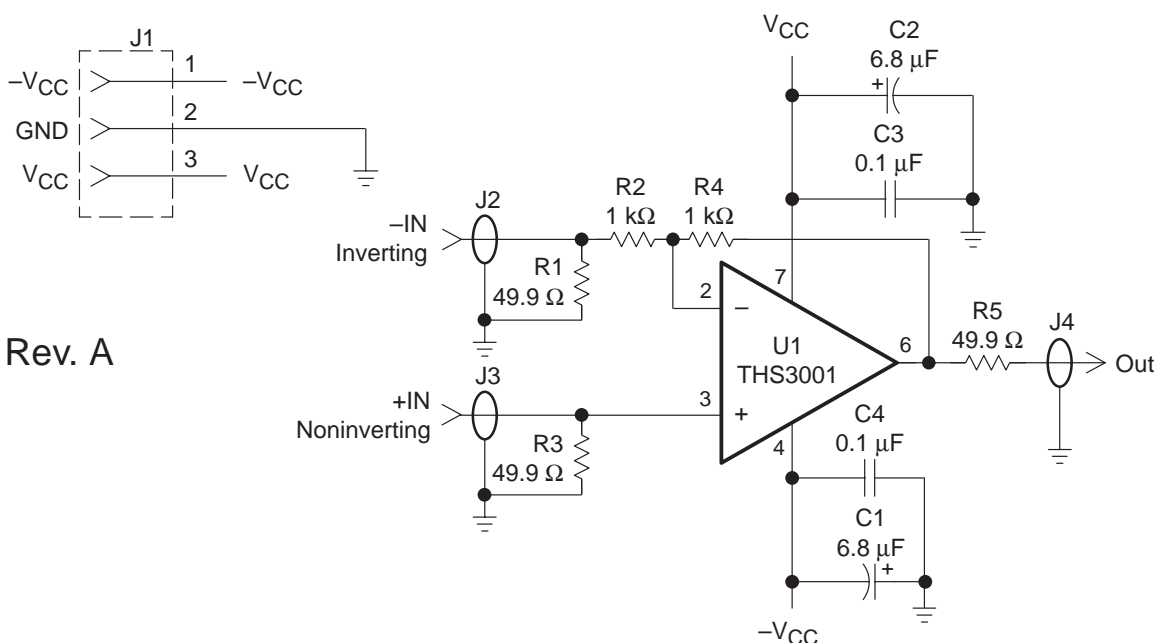 J1
1
–VCC
–VCC
2
GND
3
VCC
VCC
VCC
C2
6.8 µF
+
C3
0.1 µF
J2
–IN
Inverting
R2
1 kΩ
R4
1 kΩ
R1
49.9 Ω
7
2
–
U1
THS3001
6
R5
49.9 Ω
J4
Out
Rev. A
J3
+IN
Noninverting
3
+
R3
49.9 Ω
4
C4
0.1 µF
C1
6.8 µF
+
–VCC